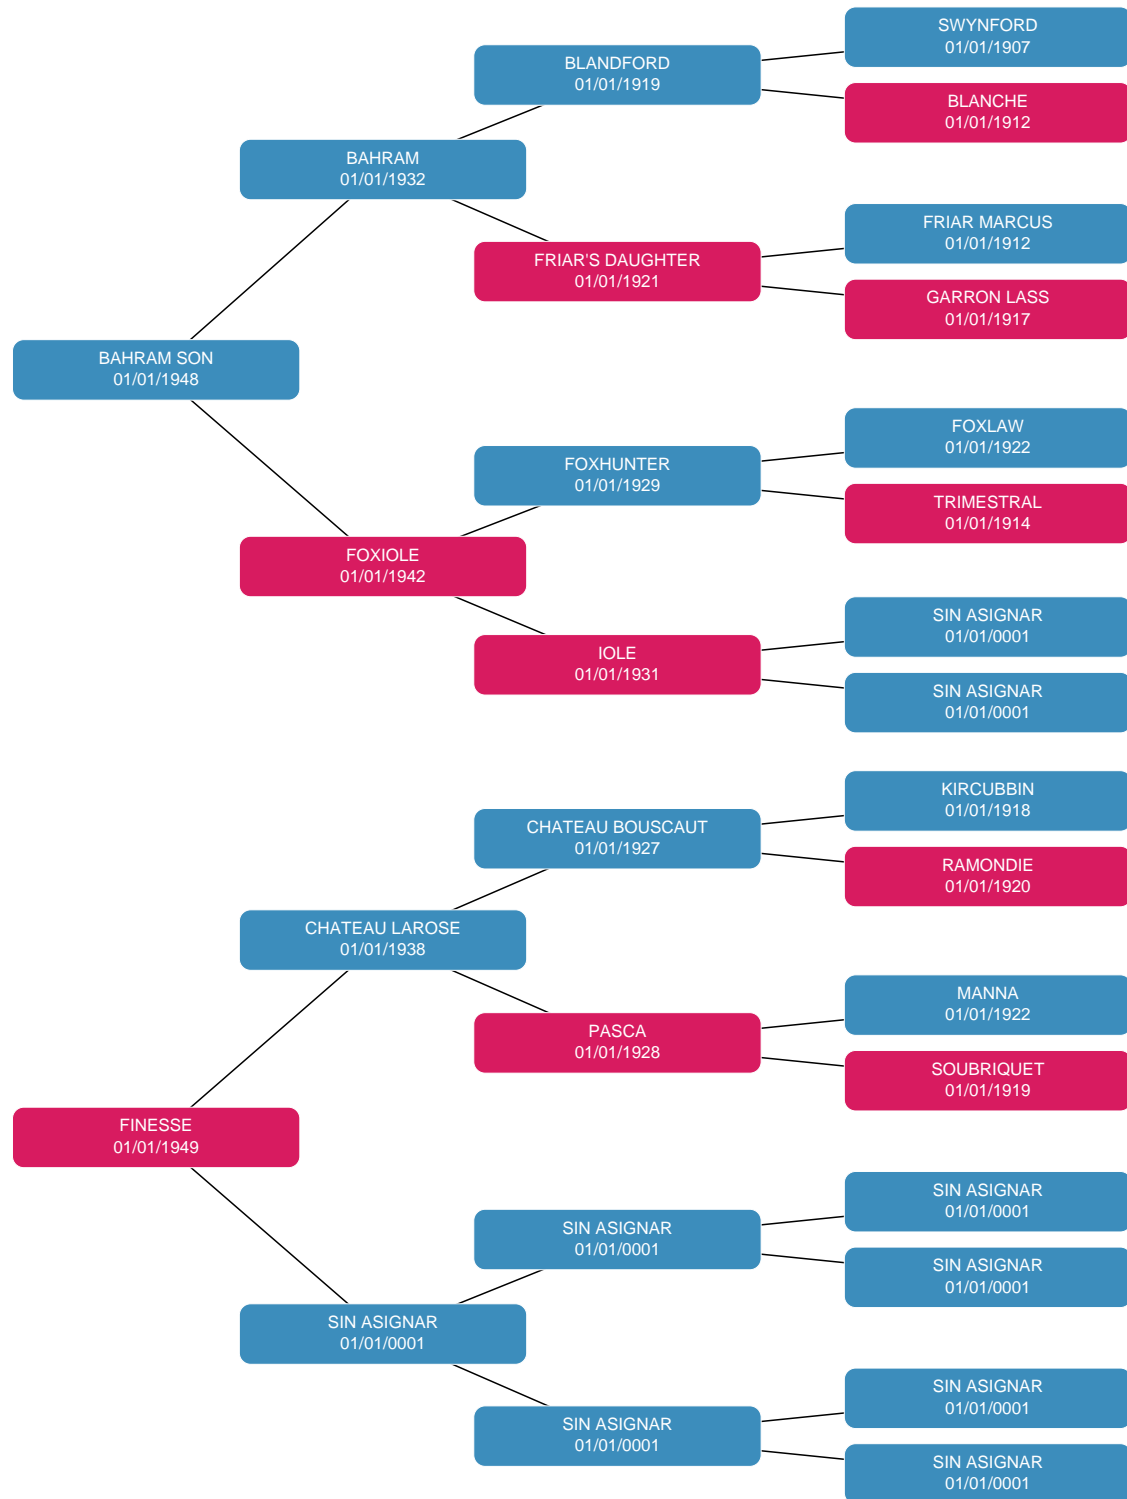 SWYNFORD
01/01/1907
BLANDFORD
01/01/1919
BLANCHE
01/01/1912
BAHRAM
01/01/1932
FRIAR MARCUS
01/01/1912
FRIAR'S DAUGHTER
01/01/1921
GARRON LASS
01/01/1917
BAHRAM SON
01/01/1948
FOXLAW
01/01/1922
FOXHUNTER
01/01/1929
TRIMESTRAL
01/01/1914
FOXIOLE
01/01/1942
SIN ASIGNAR
01/01/0001
IOLE
01/01/1931
SIN ASIGNAR
01/01/0001
KIRCUBBIN
01/01/1918
CHATEAU BOUSCAUT
01/01/1927
RAMONDIE
01/01/1920
CHATEAU LAROSE
01/01/1938
MANNA
01/01/1922
PASCA
01/01/1928
SOUBRIQUET
01/01/1919
FINESSE
01/01/1949
SIN ASIGNAR
01/01/0001
SIN ASIGNAR
01/01/0001
SIN ASIGNAR
01/01/0001
SIN ASIGNAR
01/01/0001
SIN ASIGNAR
01/01/0001
SIN ASIGNAR
01/01/0001
SIN ASIGNAR
01/01/0001